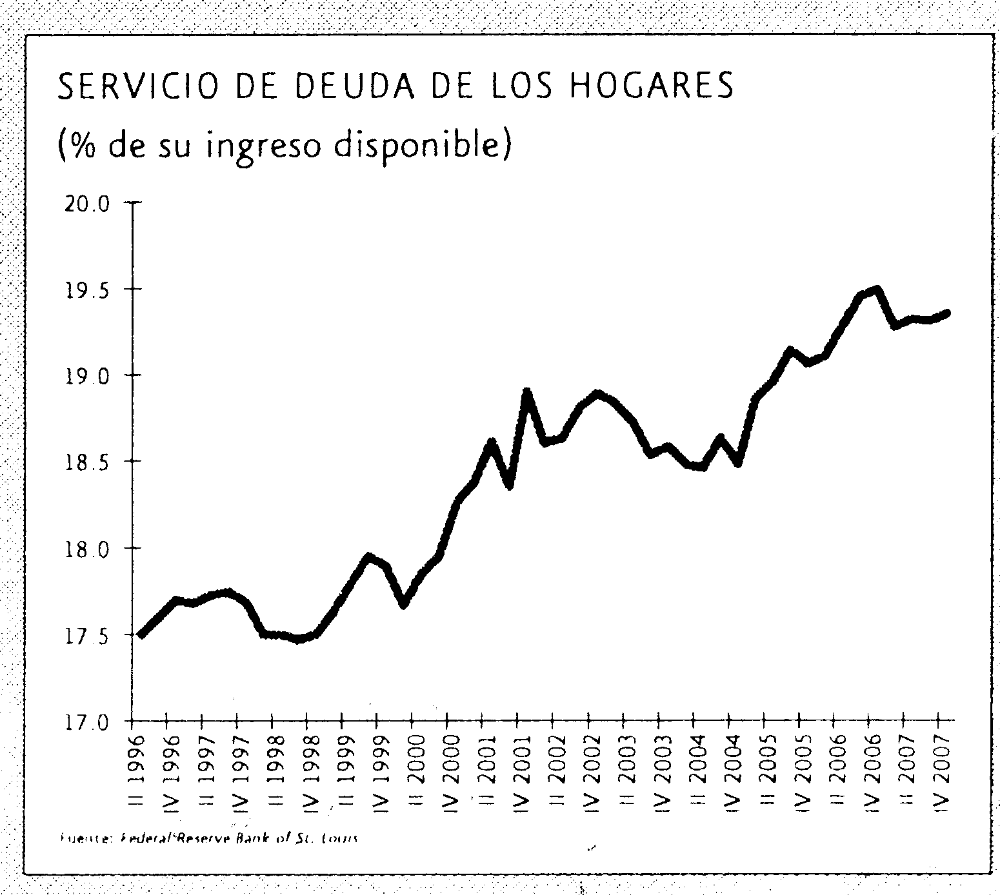 SERVICIO DE DEUDA DE LOS HOGARES
(% de su ingreso disponible)
20.0
19.5
19.0
18.5
18.0
17.5
17.0
II 1996
IV 1996
II 1997
IV 1997
II 1998
IV 1998
II 1999
IV 1999
II 2000
IV 2000
II 2001
IV 2001
II 2002
IV 2002
II 2003
IV 2003
II 2004
IV 2004
II 2005
IV 2005
II 2006
IV 2006
II 2007
IV 2007
Fuente: Federal Reserve Bank of St. Louis